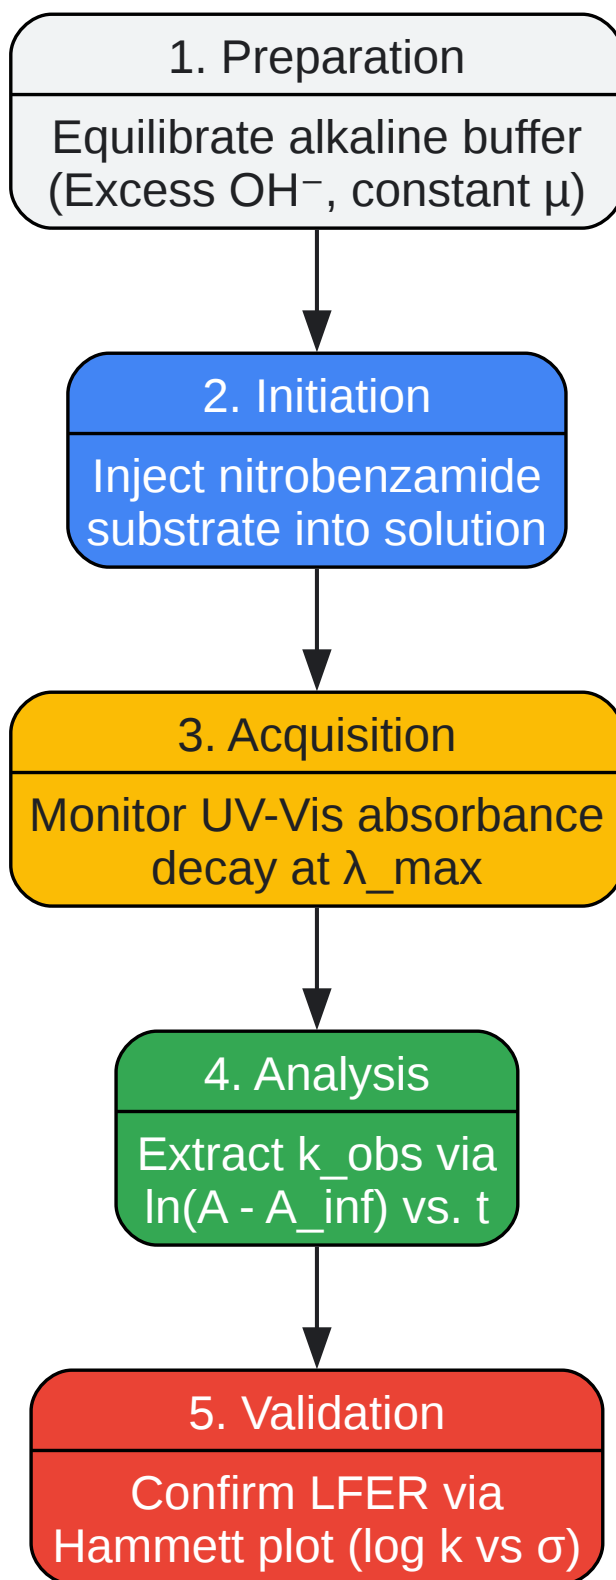 1. Preparation
Equilibrate alkaline buffer
(Excess OH⁻, constant µ)
2. Initiation
Inject nitrobenzamide
substrate into solution
3. Acquisition
Monitor UV-Vis absorbance
decay at λ_max
4. Analysis
Extract k_obs via
ln(A - A_inf) vs. t
5. Validation
Confirm LFER via
Hammett plot (log k vs σ)